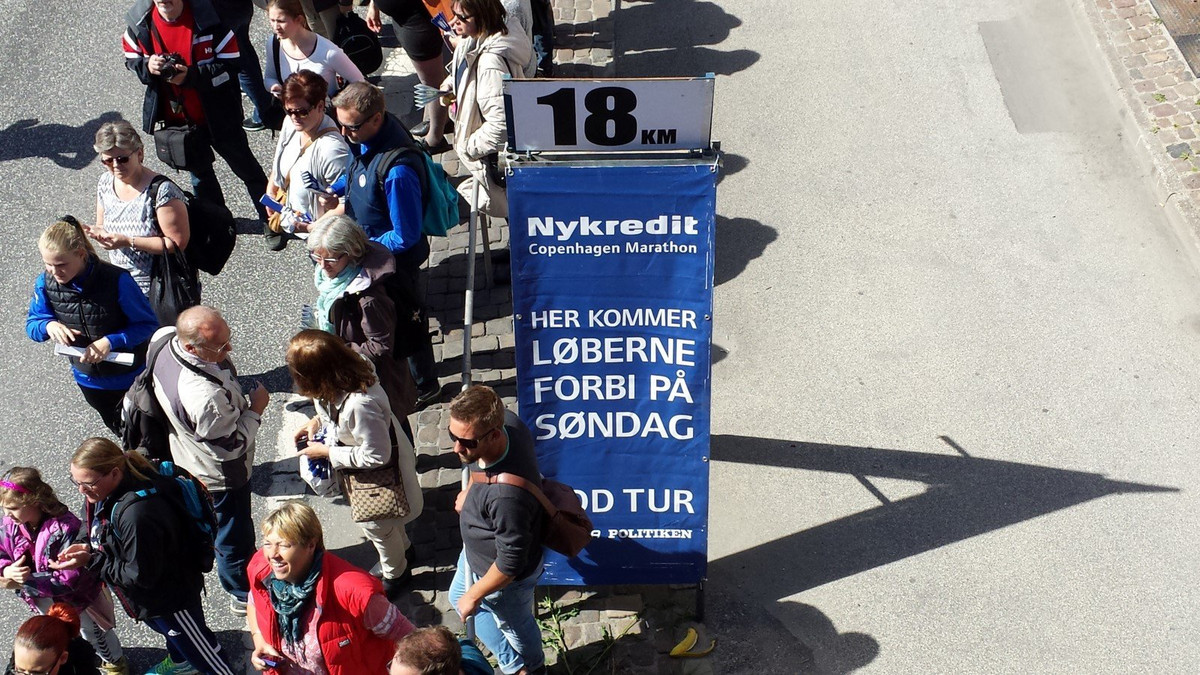 18 KM
Nykredit
Copenhagen Marathon
HER KOMMER
LØBERNE
FORBI PÅ
SØNDAG
OD TUR
POLITIKEN